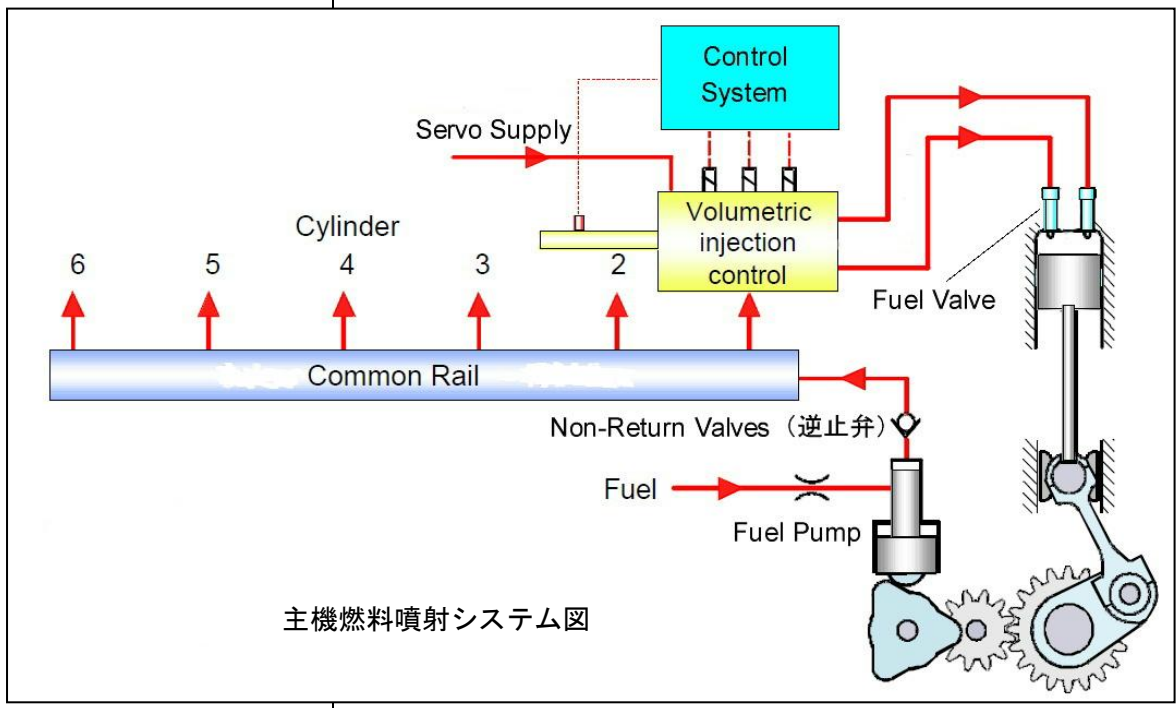 Control
System
Servo Supply
Volumetric
injection
control
Cylinder
6 5 4 3 2
Fuel Valve
Common Rail
Non-Return Valves（逆止弁）
Fuel
Fuel Pump
主機燃料噴射システム図